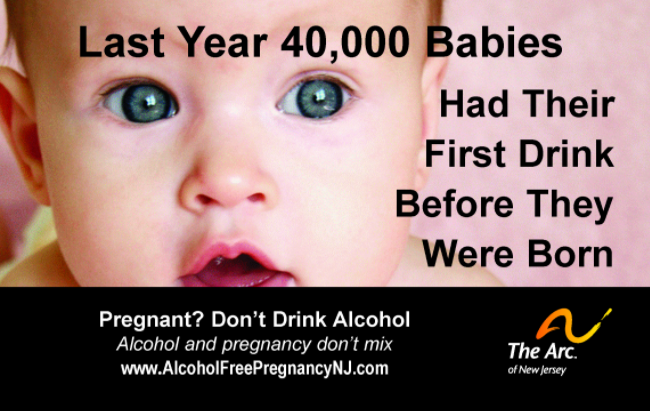 Last Year 40,000 Babies
Had Their
First Drink
Before They
Were Born
Pregnant? Don't Drink Alcohol
Alcohol and pregnancy don't mix
www.AlcoholFreePregnancyNJ.com
The Arc.
of New Jersey